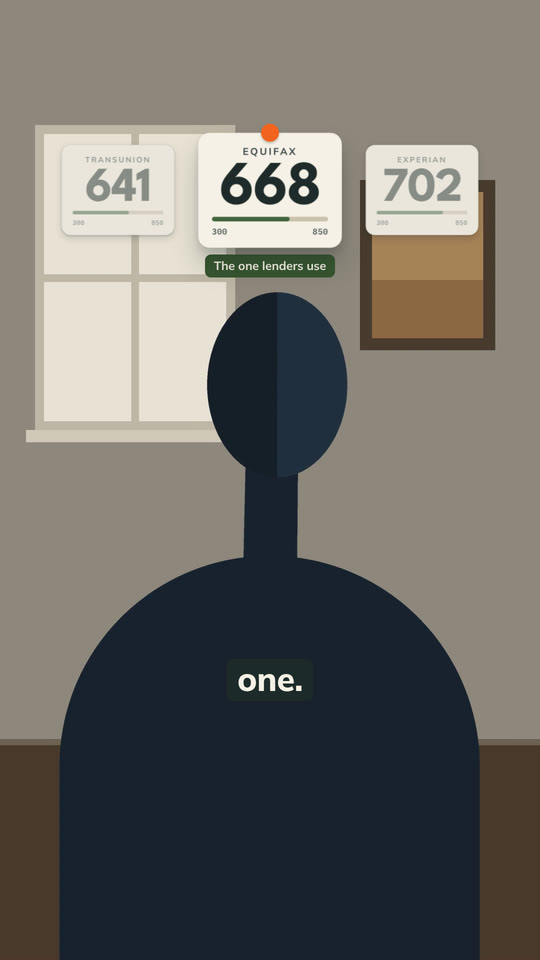 TRANSUNION
641
300 850
EQUIFAX
668
300 850
EXPERIAN
702
300 850
The one lenders use
one.